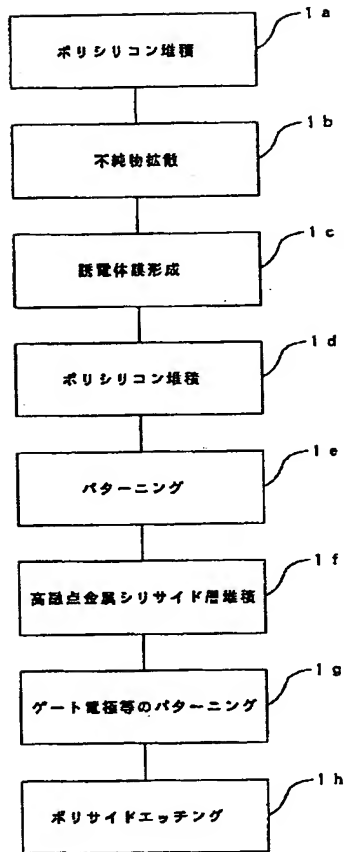 ポリシリコン堆積
1a
不純物拡散
1b
誘電体膜形成
1c
ポリシリコン堆積
1d
パターニング
1e
高融点金属シリサイド層堆積
1f
ゲート電極等のパターニング
1g
ポリサイドエッチング
1h